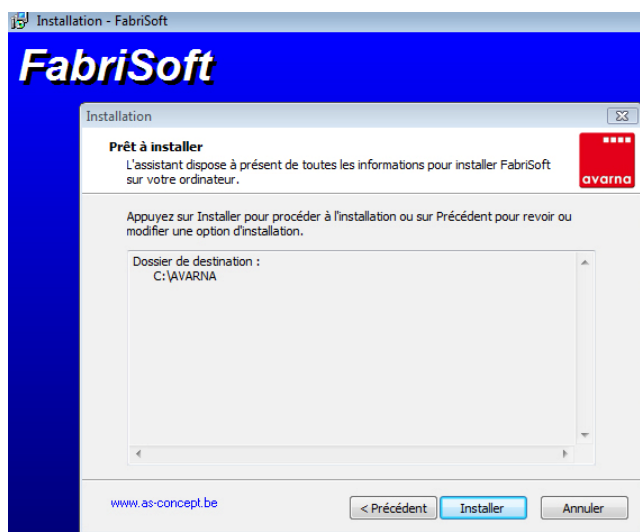 Installation - FabriSoft
FabriSoft
Installation
Prêt à installer
L'assistant dispose à présent de toutes les informations pour installer FabriSoft
sur votre ordinateur.
avarna
Appuyez sur Installer pour procéder à l'installation ou sur Précédent pour revoir ou
modifier une option d'installation.
Dossier de destination :
C:\AVARNA
www.as-concept.be
< Précédent
Installer
Annuler